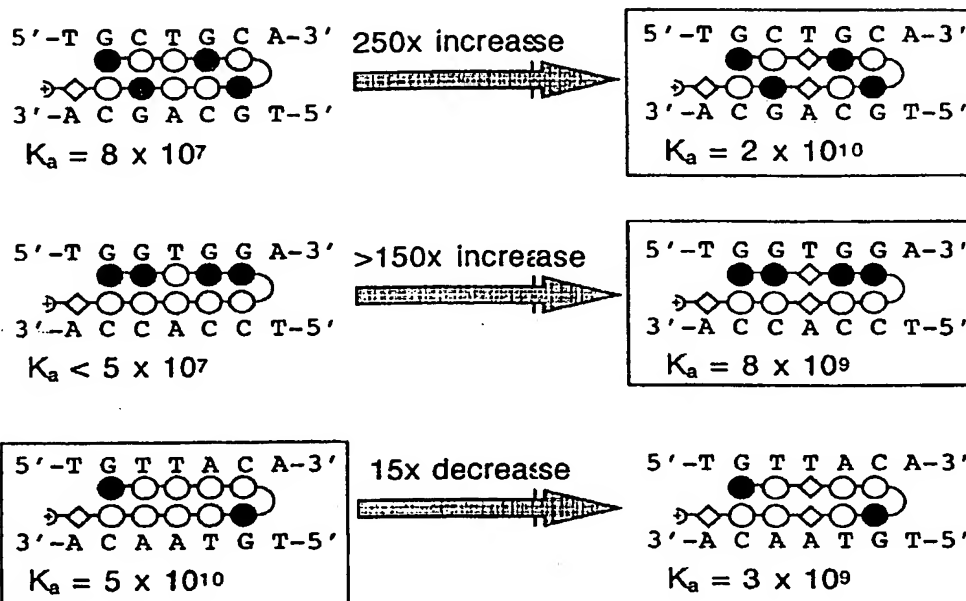 5'-T G C T G C A-3'
250x increase
5'-T G C T G C A-3'
3'-A C G A C G T-5'
3'-A C G A C G T-5'
Ka = 8 x 10⁷
Ka = 2 x 10¹⁰
5'-T G G T G G A-3'
>150x increase
5'-T G G T G G A-3'
3'-A C C A C C T-5'
3'-A C C A C C T-5'
Ka < 5 x 10⁷
Ka = 8 x 10⁹
5'-T G T T A C A-3'
15x decrease
5'-T G T T A C A-3'
3'-A C A A T G T-5'
3'-A C A A T G T-5'
Ka = 5 x 10¹⁰
Ka = 3 x 10⁹